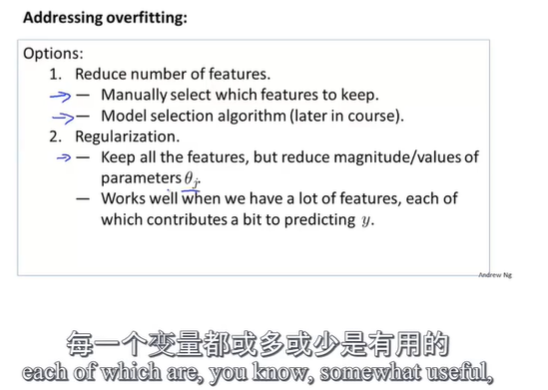 Addressing overfitting:
Options:
1. Reduce number of features.
— Manually select which features to keep.
— Model selection algorithm (later in course).
2. Regularization.
— Keep all the features, but reduce magnitude/values of
parameters θⱼ.
— Works well when we have a lot of features, each of
which contributes a bit to predicting y.
Andrew Ng
每一个变量都或多或少是有用的
each of which are, you know, somewhat useful,